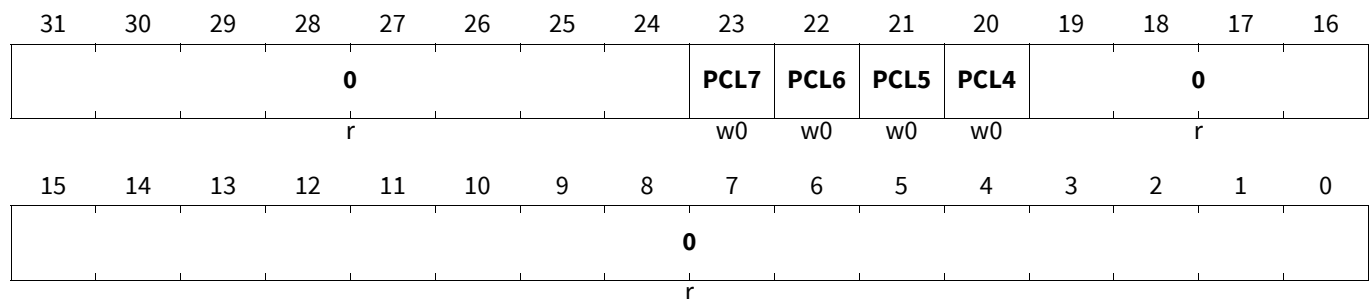 31 30 29 28 27 26 25 24 23 22 21 20 19 18 17 16
0 PCL7 PCL6 PCL5 PCL4 0
r w0 w0 w0 w0 r
15 14 13 12 11 10 9 8 7 6 5 4 3 2 1 0
0
r